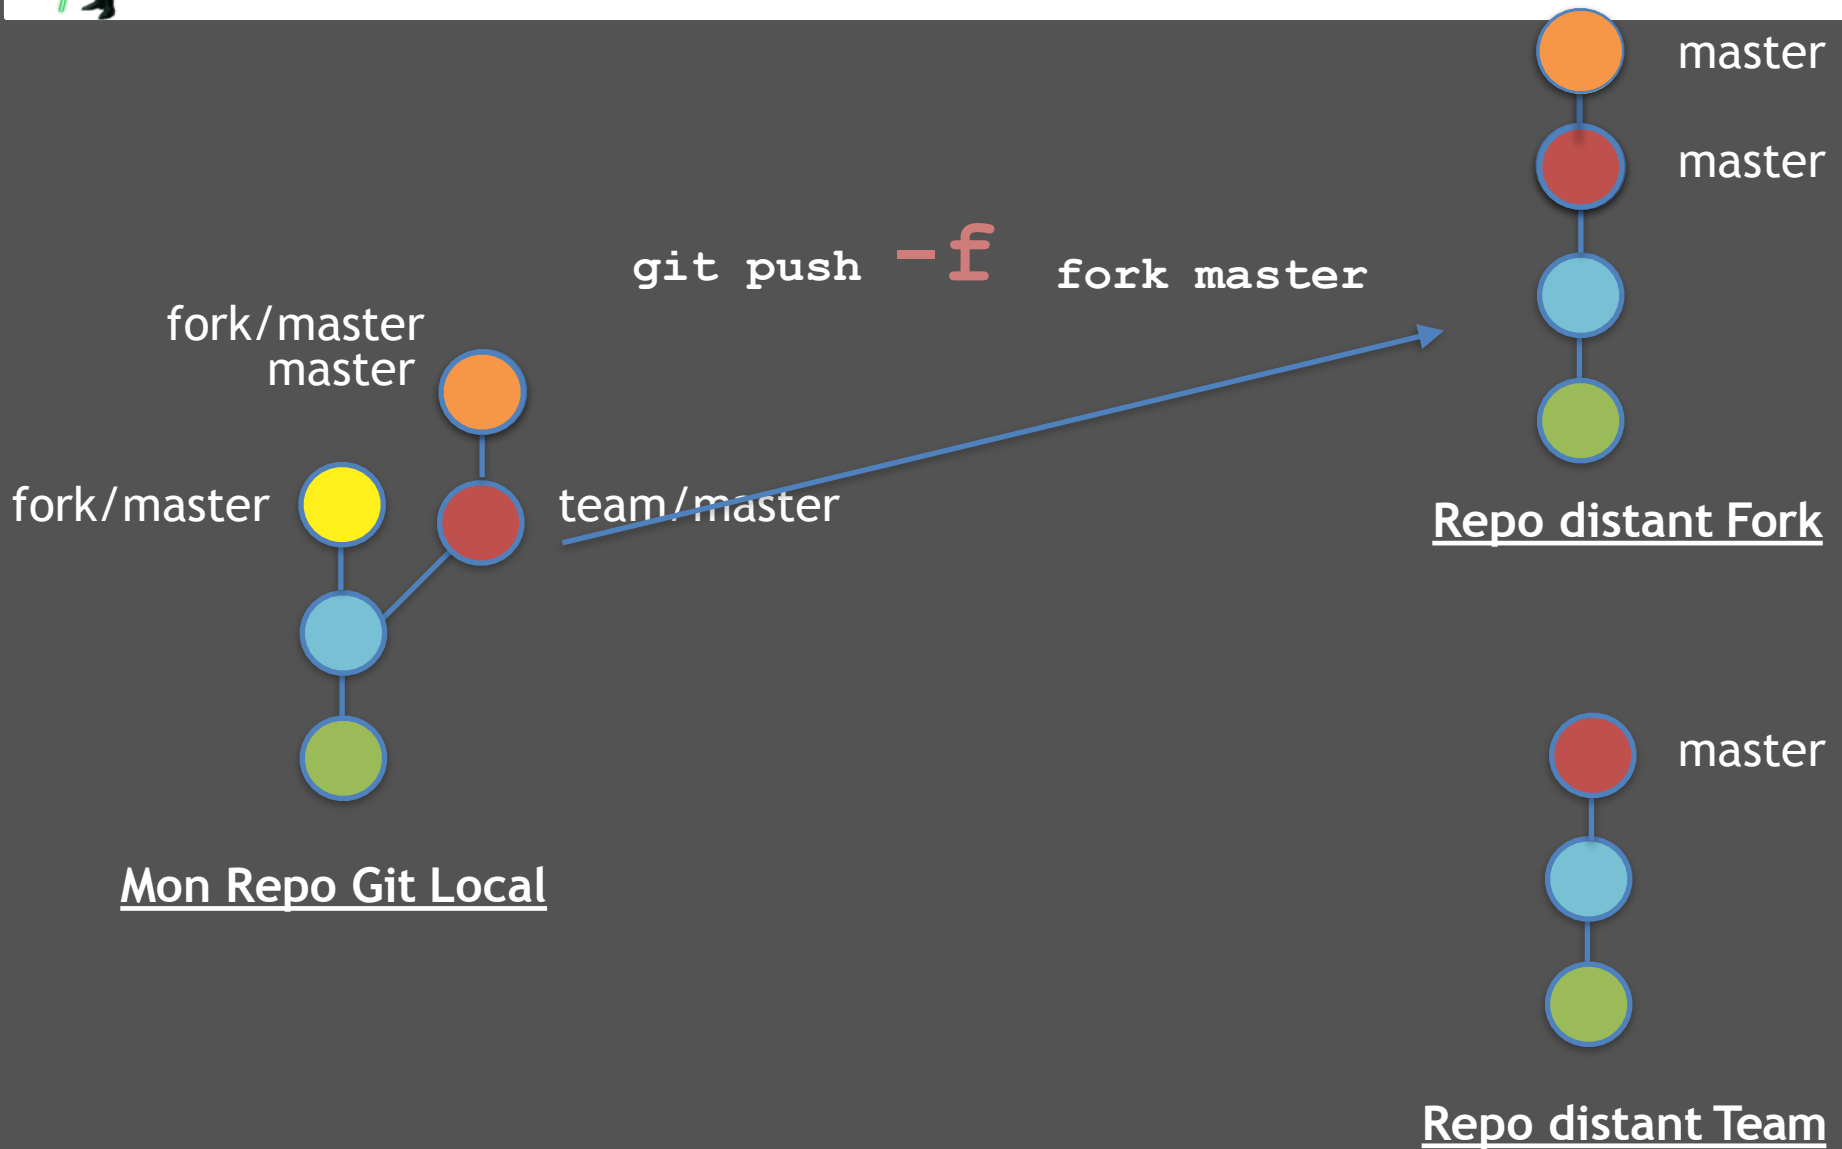 master
master
git push -f fork master
fork/master
master
fork/master
team/master
Repo distant Fork
master
Mon Repo Git Local
Repo distant Team